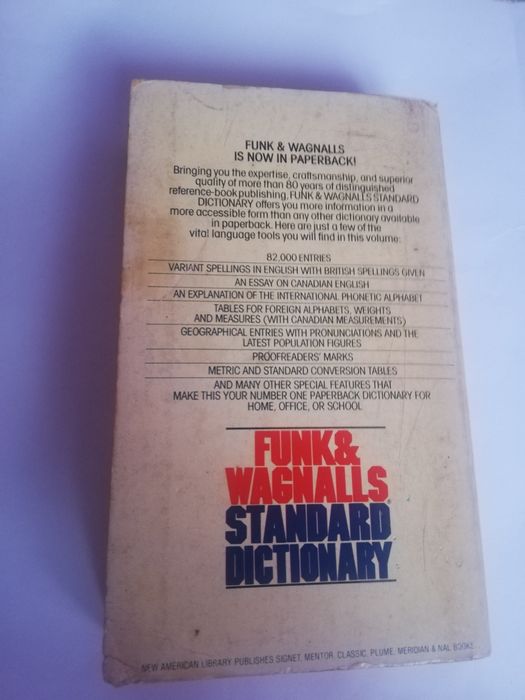 FUNK & WAGNALLS
IS NOW IN PAPERBACK!
Bringing you the expertise, craftsmanship, and superior
quality of more than 80 years of distinguished
reference-book publishing, FUNK & WAGNALLS STANDARD
DICTIONARY offers you more information in a
more accessible form than any other dictionary available
in paperback. Here are just a few of the
vital language tools you will find in this volume:
82,000 ENTRIES
VARIANT SPELLINGS IN ENGLISH WITH BRITISH SPELLINGS GIVEN
AN ESSAY ON CANADIAN ENGLISH
AN EXPLANATION OF THE INTERNATIONAL PHONETIC ALPHABET
TABLES FOR FOREIGN ALPHABETS, WEIGHTS
AND MEASURES (WITH CANADIAN MEASUREMENTS)
GEOGRAPHICAL ENTRIES WITH PRONUNCIATIONS AND THE
LATEST POPULATION FIGURES
PROOFREADERS' MARKS
METRIC AND STANDARD CONVERSION TABLES
AND MANY OTHER SPECIAL FEATURES THAT
MAKE THIS YOUR NUMBER ONE PAPERBACK DICTIONARY FOR
HOME, OFFICE, OR SCHOOL
FUNK &
WAGNALLS®
STANDARD
DICTIONARY
NEW AMERICAN LIBRARY PUBLISHES SIGNET, MENTOR, CLASSIC, PLUME, MERIDIAN & NAL BOOKS